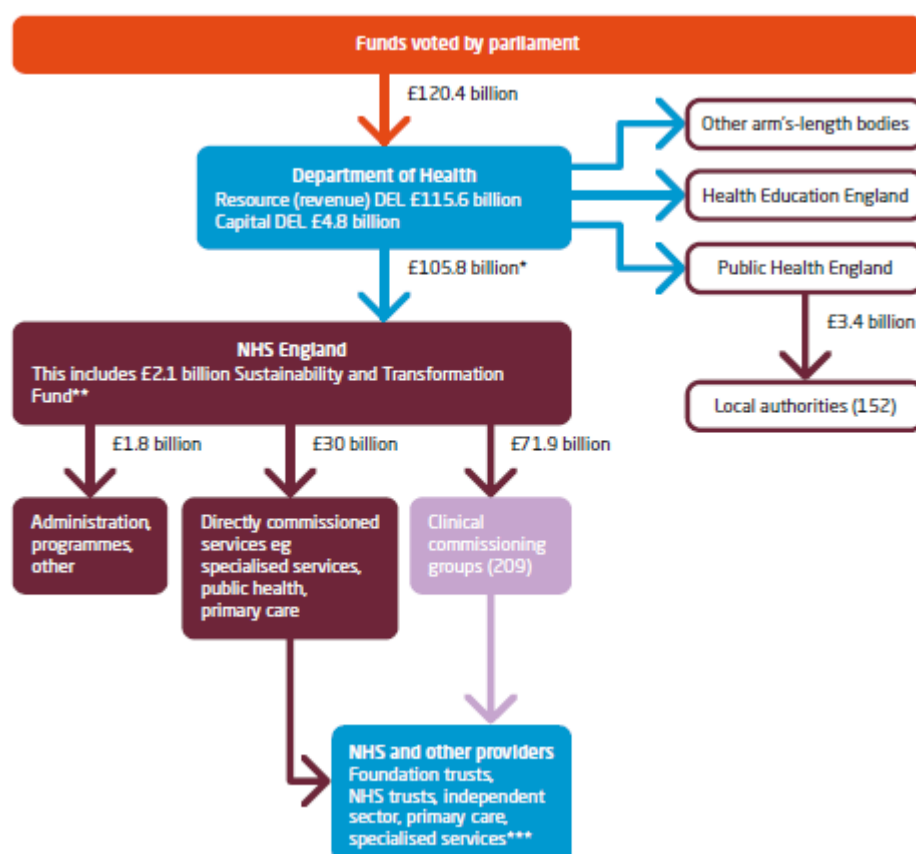 Funds voted by parliament
£120.4 billion
Other arm's-length bodies
Department of Health
Resource (revenue) DEL £115.6 billion
Capital DEL £4.8 billion
Health Education England
Public Health England
£105.8 billion*
£3.4 billion
NHS England
This includes £2.1 billion Sustainability and Transformation
Fund**
Local authorities (152)
£1.8 billion
£30 billion
£71.9 billion
Administration,
programmes,
other
Directly commissioned
services eg
specialised services,
public health,
primary care
Clinical
commissioning
groups (209)
NHS and other providers
Foundation trusts,
NHS trusts, independent
sector, primary care,
specialised services***